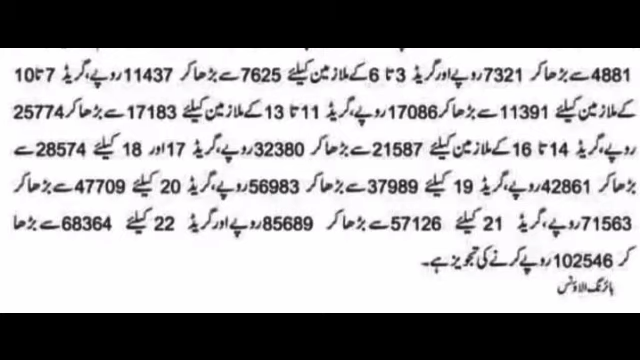 4881 سے بڑھا کر 7321 روپے اور گریڈ 3 تا 6 کے ملازمین کیلئے 7625 سے بڑھا کر 11437 روپے، گریڈ 7 تا 10
کے ملازمین کیلئے 11391 سے بڑھا کر 17086 روپے، گریڈ 11 تا 13 کے ملازمین کیلئے 17183 سے بڑھا کر 25774
روپے، گریڈ 14 تا 16 کے ملازمین کیلئے 21587 سے بڑھا کر 32380 روپے، گریڈ 17 اور 18 کیلئے 28574 سے
بڑھا کر 42861 روپے، گریڈ 19 کیلئے 37989 سے بڑھا کر 56983 روپے، گریڈ 20 کیلئے 47709 سے بڑھا کر
71563 روپے، گریڈ 21 کیلئے 57126 سے بڑھا کر 85689 روپے اور گریڈ 22 کیلئے 68364 سے بڑھا
کر 102546 روپے کرنے کی تجویز ہے۔
ہائرنگ الاونس